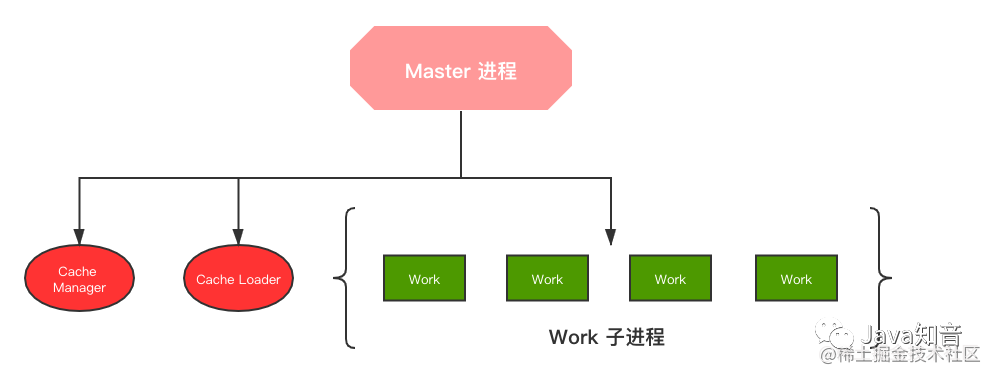 Master 进程
Cache
Manager
Cache Loader
Work
Work
Work
Work
Work 子进程
Java知音
@稀土掘金技术社区